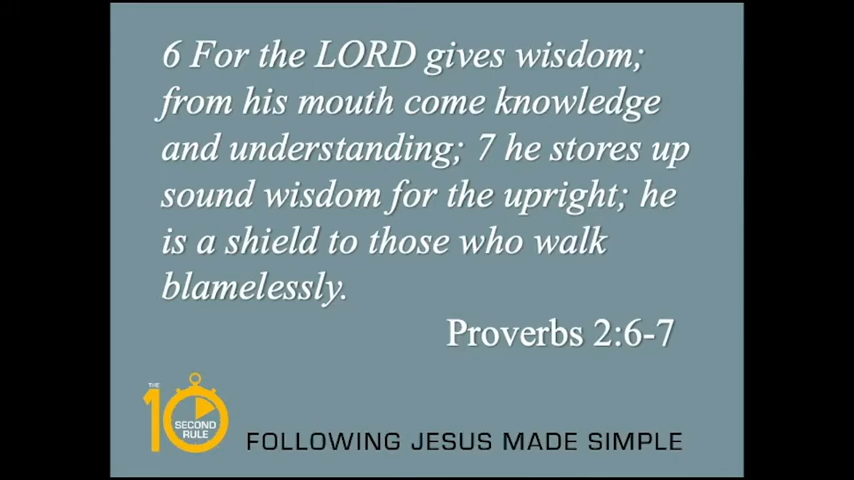 6 For the LORD gives wisdom;
from his mouth come knowledge
and understanding; 7 he stores up
sound wisdom for the upright; he
is a shield to those who walk
blamelessly.
Proverbs 2:6-7
THE
10
SECOND
RULE
FOLLOWING JESUS MADE SIMPLE